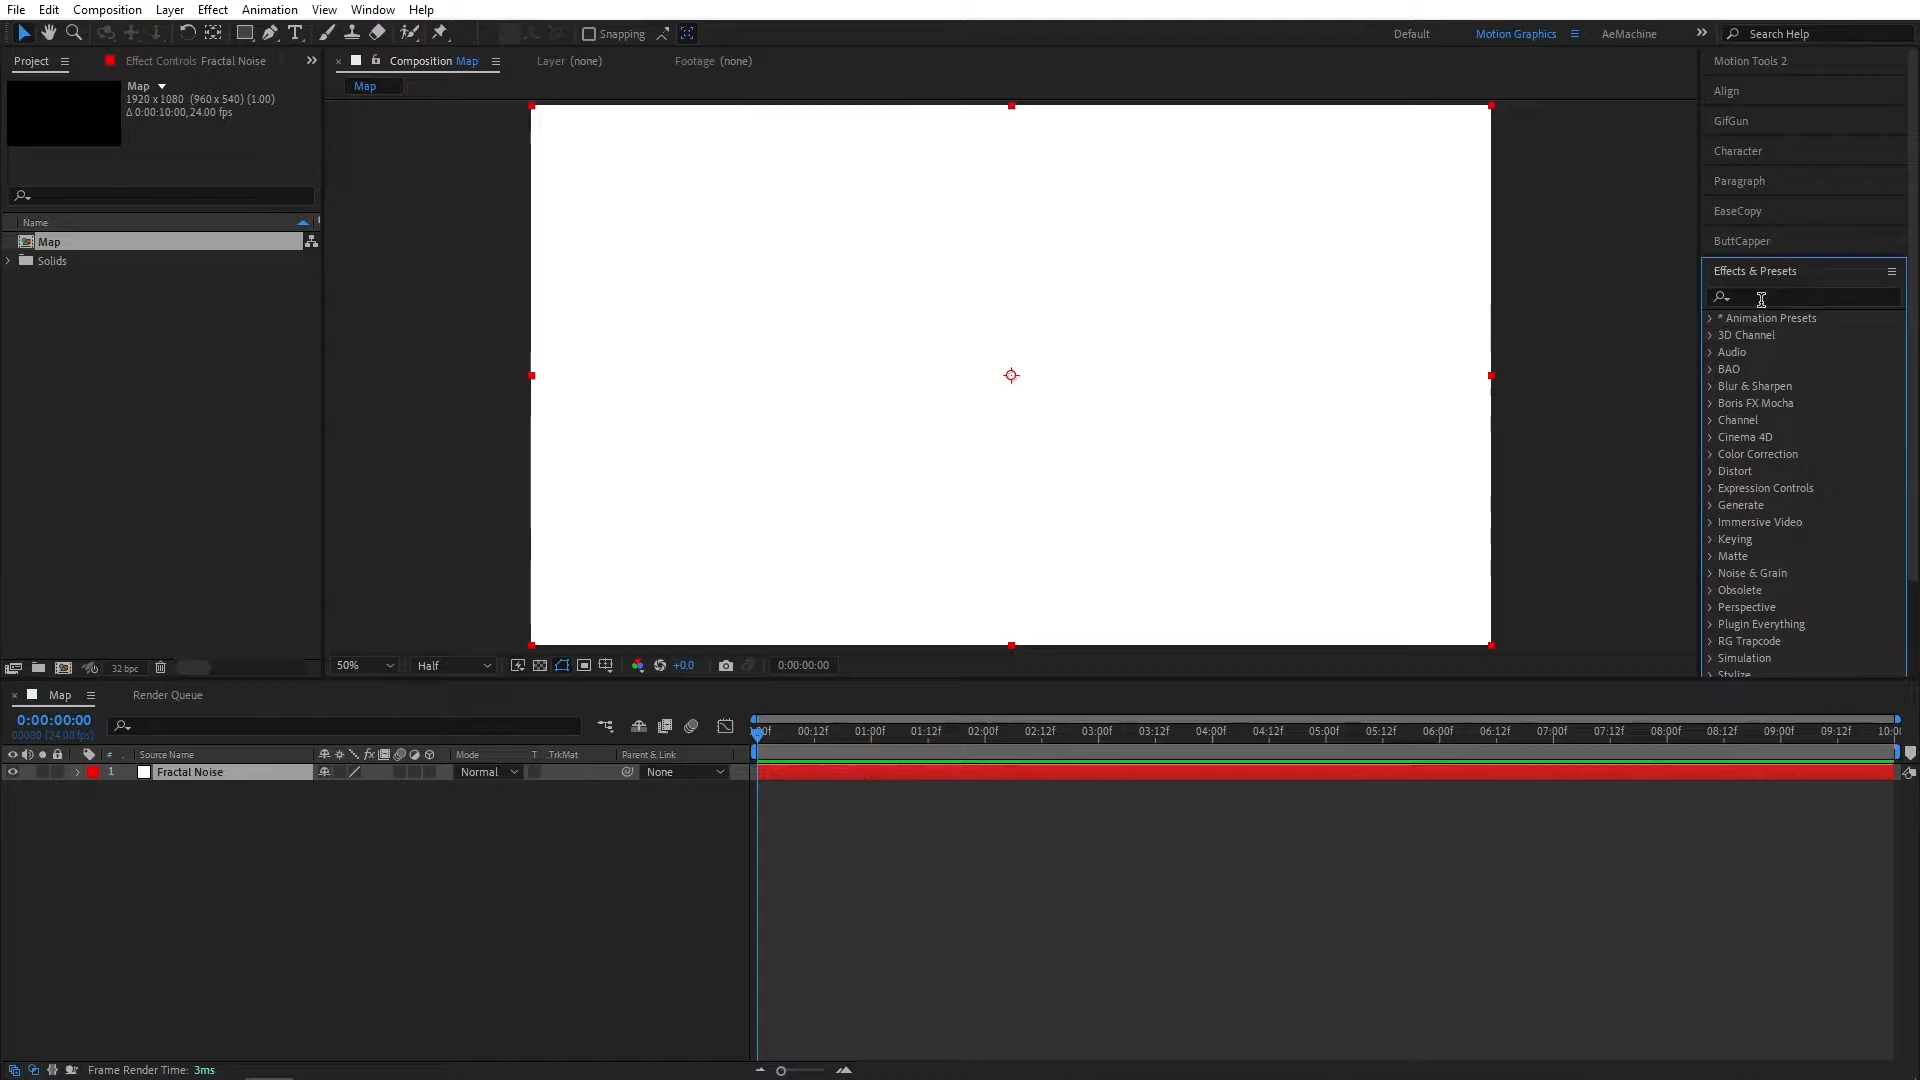 File Edit Composition Layer Effect Animation View Window Help
Snapping
Default Motion Graphics AeMachine Search Help
Project Effect Controls Fractal Noise
Composition Map Layer (none) Footage (none)
Map
Map
1920 x 1080 (960 x 540) (1.00)
Δ 0:00:10:00, 24.00 fps
Name
Map
Solids
32 bpc
50% Half +0.0 0:00:00:00
Motion Tools 2
Align
GifGun
Character
Paragraph
EaseCopy
ButtCapper
Effects & Presets
* Animation Presets
3D Channel
Audio
BAO
Blur & Sharpen
Boris FX Mocha
Channel
Cinema 4D
Color Correction
Distort
Expression Controls
Generate
Immersive Video
Keying
Matte
Noise & Grain
Obsolete
Perspective
Plugin Everything
RG Trapcode
Simulation
Stylize
Map Render Queue
0:00:00:00
00000 (24.00 fps)
00:12f 01:00f 01:12f 02:00f 02:12f 03:00f 03:12f 04:00f 04:12f 05:00f 05:12f 06:00f 06:12f 07:00f 07:12f 08:00f 08:12f 09:00f 09:12f
# Source Name Mode T .TrkMat Parent & Link
1 Fractal Noise Normal None
Frame Render Time: 3ms